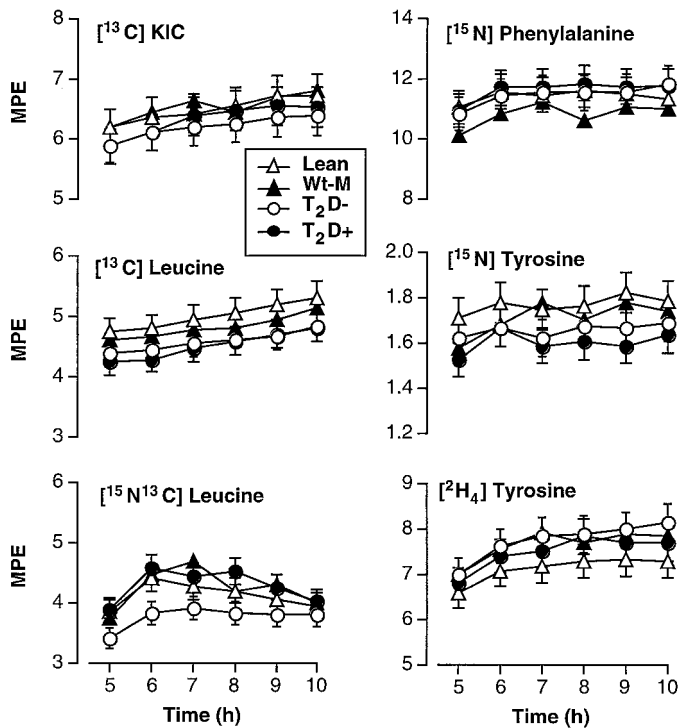 [¹³C] KIC
8
7
6
5
MPE
[¹⁵N] Phenylalanine
14
12
10
8
Lean
Wt-M
T₂D-
T₂D+
[¹³C] Leucine
6
5
4
3
MPE
[¹⁵N] Tyrosine
2.0
1.8
1.6
1.4
1.2
[¹⁵N¹³C] Leucine
6
5
4
3
MPE
5 6 7 8 9 10
Time (h)
[²H₄] Tyrosine
9
8
7
6
5
5 6 7 8 9 10
Time (h)